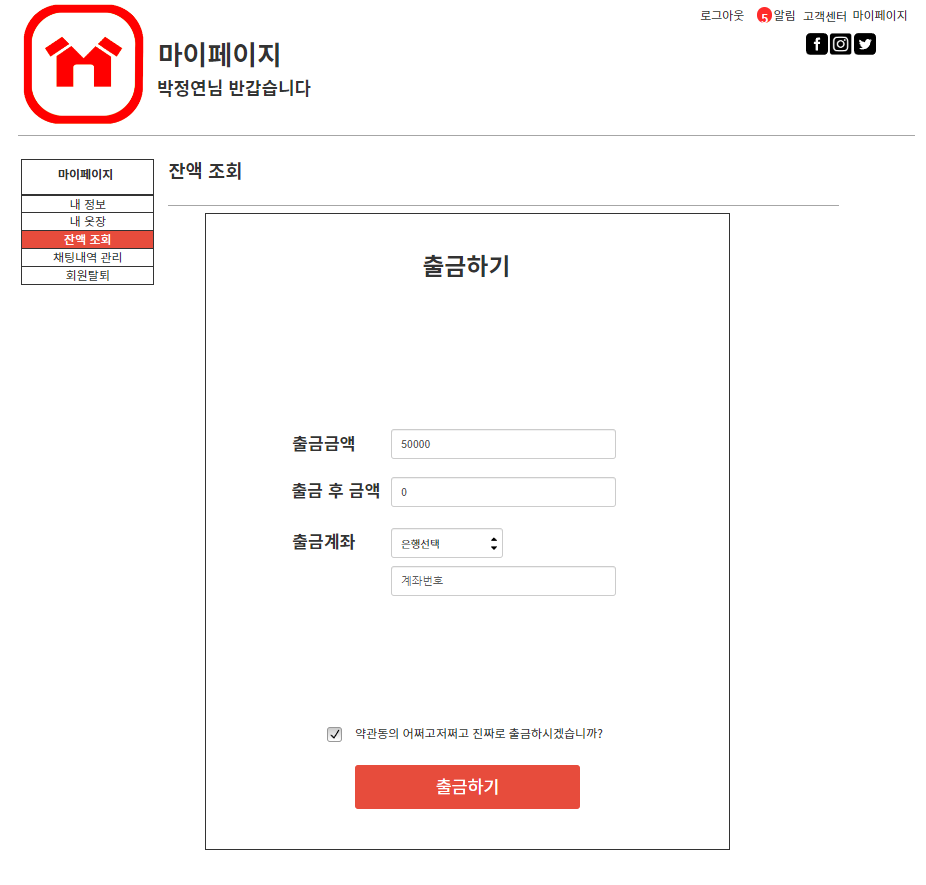 로그아웃 5 알림 고객센터 마이페이지
마이페이지
박정연님 반갑습니다
마이페이지
내 정보
내 옷장
잔액 조회
채팅내역 관리
회원탈퇴
잔액 조회
출금하기
출금금액 50000
출금 후 금액 0
출금계좌 은행선택
계좌번호
약관동의 어쩌고저쩌고 진짜로 출금하시겠습니까?
출금하기